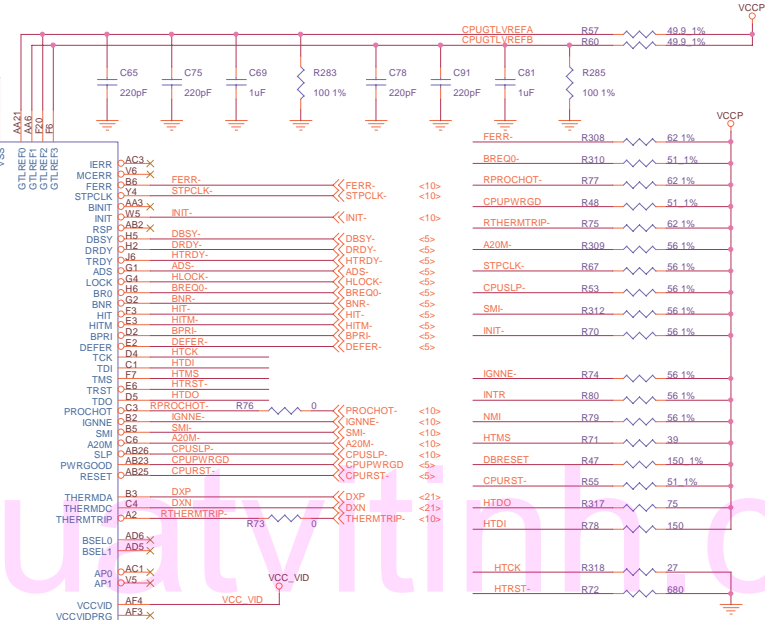 VCCP
CPUGTLVREFA R57 49.9_1%
CPUGTLVREFB R60 49.9_1%
C65 C75 C69 R283 C78 C91 C81 R285
220pF 220pF 1uF 100 1% 220pF 220pF 1uF 100 1%
AA21 AA6 F20 F6
VSS GTLREF0 GTLREF1 GTLREF2 GTLREF3
VCCP
FERR- R308 62 1%
BREQ0- R310 51_1%
RPROCHOT- R77 62 1%
CPUPWRGD R48 51_1%
RTHERMTRIP- R75 62 1%
A20M- R309 56 1%
STPCLK- R67 56 1%
CPUSLP- R53 56 1%
SMI- R312 56 1%
INIT- R70 56 1%
IGNNE- R74 56 1%
INTR R80 56 1%
NMI R79 56 1%
HTMS R71 39
DBRESET R47 150_1%
CPURST- R55 51_1%
HTDO R317 75
HTDI R78 150
HTCK R318 27
HTRST- R72 680
IERR AC3
MCERR V6
FERR B6 FERR- FERR- <10>
STPCLK Y4 STPCLK- STPCLK- <10>
BINIT AA3
INIT W5 INIT- INIT- <10>
RSP AB2
DBSY H5 DBSY- DBSY- <5>
DRDY H2 DRDY- DRDY- <5>
TRDY J6 HTRDY- HTRDY- <5>
ADS G1 ADS- ADS- <5>
LOCK G4 HLOCK- HLOCK- <5>
BR0 H6 BREQ0- BREQ0- <5>
BNR G2 BNR- BNR- <5>
HIT F3 HIT- HIT- <5>
HITM E3 HITM- HITM- <5>
BPRI D2 BPRI- BPRI- <5>
DEFER E2 DEFER- DEFER- <5>
TCK D4 HTCK
TDI C1 HTDI
TMS F7 HTMS
TRST E6 HTRST-
TDO D5 HTDO
PROCHOT C3 RPROCHOT- R76 0 PROCHOT- <10>
IGNNE B2 IGNNE- IGNNE- <10>
SMI B5 SMI- SMI- <10>
A20M C6 A20M- A20M- <10>
SLP AB26 CPUSLP- CPUSLP- <10>
PWRGOOD AB23 CPUPWRGD CPUPWRGD <5>
RESET AB25 CPURST- CPURST- <5>
THERMDA B3 DXP DXP <21>
THERMDC C4 DXN DXN <21>
THERMTRIP A2 RTHERMTRIP- R73 0 THERMTRIP- <10>
BSEL0 AD6
BSEL1 AD5
AP0 AC1
AP1 V5
VCC_VID
VCCVID AF4 VCC_VID
VCCVIDPRG AF3
uatvitinh.c